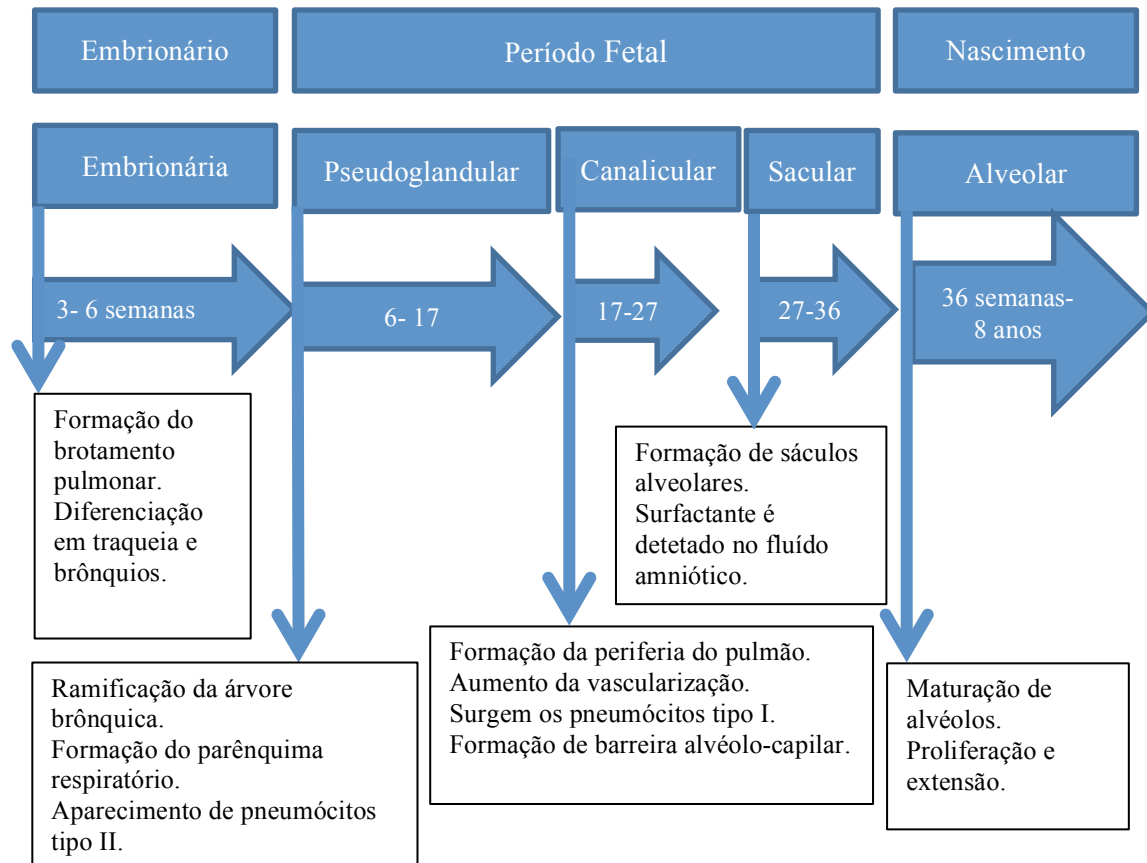 Embrionário
Período Fetal
Nascimento
Embrionária
Pseudoglandular
Canalicular
Sacular
Alveolar
3- 6 semanas
6- 17
17-27
27-36
36 semanas-
8 anos
Formação do
brotamento
pulmonar.
Diferenciação
em traqueia e
brônquios.
Formação de sáculos
alveolares.
Surfactante é
detetado no fluído
amniótico.
Ramificação da árvore
brônquica.
Formação do parênquima
respiratório.
Aparecimento de pneumócitos
tipo II.
Formação da periferia do pulmão.
Aumento da vascularização.
Surgem os pneumócitos tipo I.
Formação de barreira alvéolo-capilar.
Maturação de
alvéolos.
Proliferação e
extensão.